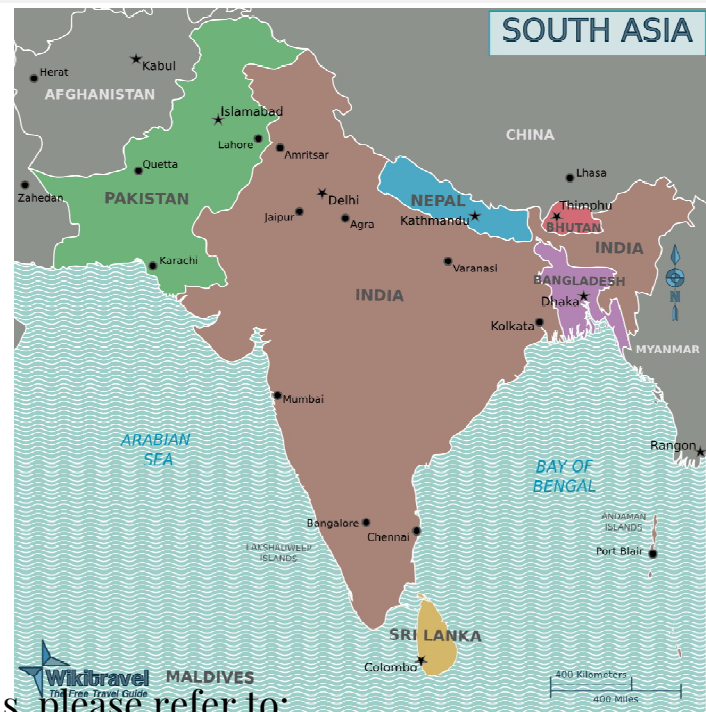 SOUTH ASIA
Herat
Kabul
AFGHANISTAN
Islamabad
CHINA
Lahore
Amritsar
Quetta
Lhasa
Zahedan
PAKISTAN
Delhi
NEPAL
Thimphu
Jaipur
Agra
Kathmandu
BHUTAN
INDIA
Karachi
Varanasi
BANGLADESH
INDIA
N
Dhaka
Kolkata
MYANMAR
Mumbai
ARABIAN
SEA
Rangon
BAY OF
BENGAL
ANDAMAN
ISLANDS
Bangalore
Chennai
LAKSHADWEEP
ISLANDS
Port Blair
SRI LANKA
Colombo
Wikitravel
The Free Travel Guide
MALDIVES
400 Kilometers
400 Miles
s, please refer to: